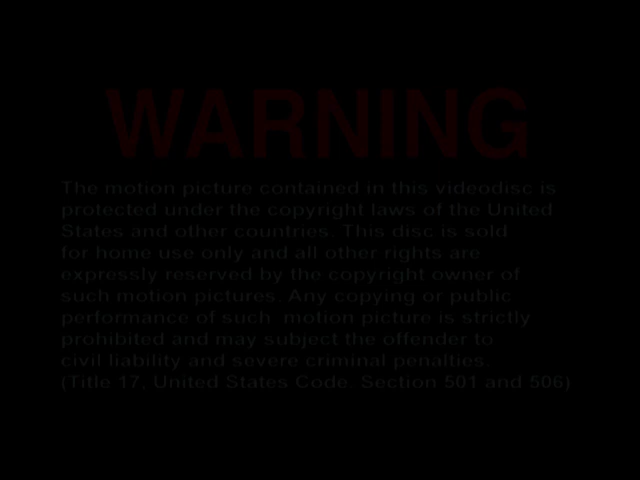 WARNING
The motion picture contained in this videodisc is
protected under the copyright laws of the United
States and other countries. This disc is sold
for home use only and all other rights are
expressly reserved by the copyright owner of
such motion pictures. Any copying or public
performance of such motion picture is strictly
prohibited and may subject the offender to
civil liability and severe criminal penalties.
(Title 17, United States Code. Section 501 and 506)